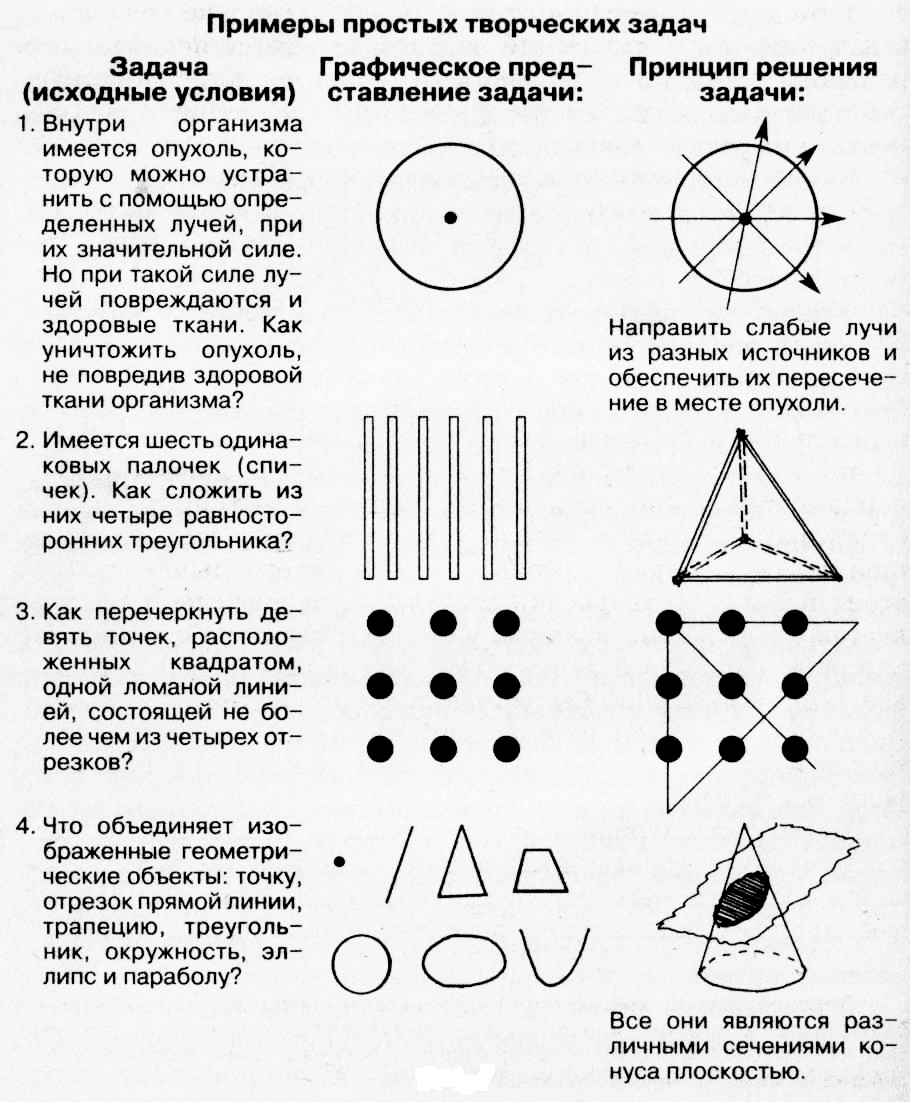 Примеры простых творческих задач
Задача
(исходные условия)
Графическое пред-
ставление задачи:
Принцип решения
задачи:
1. Внутри организма
имеется опухоль, ко-
торую можно устра-
нить с помощью опре-
деленных лучей, при
их значительной силе.
Но при такой силе лу-
чей повреждаются и
здоровые ткани. Как
уничтожить опухоль,
не повредив здоровой
ткани организма?
Направить слабые лучи
из разных источников и
обеспечить их пересече-
ние в месте опухоли.
2. Имеется шесть одина-
ковых палочек (спи-
чек). Как сложить из
них четыре равносто-
ронних треугольника?
3. Как перечеркнуть де-
вять точек, располо-
женных квадратом,
одной ломаной лини-
ей, состоящей не бо-
лее чем из четырех от-
резков?
4. Что объединяет изо-
браженные геометри-
ческие объекты: точку,
отрезок прямой линии,
трапецию, треуголь-
ник, окружность, эл-
липс и параболу?
Все они являются раз-
личными сечениями ко-
нуса плоскостью.